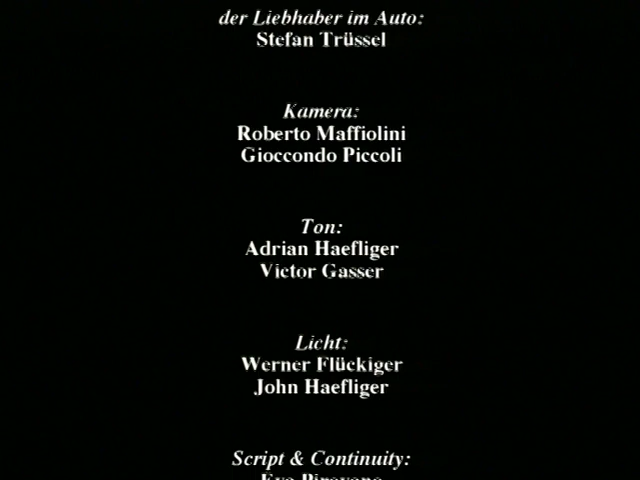 der Liebhaber im Auto:
Stefan Trüssel
Kamera:
Roberto Maffiolini
Gioccondo Piccoli
Ton:
Adrian Haefliger
Victor Gasser
Licht:
Werner Flückiger
John Haefliger
Script & Continuity: